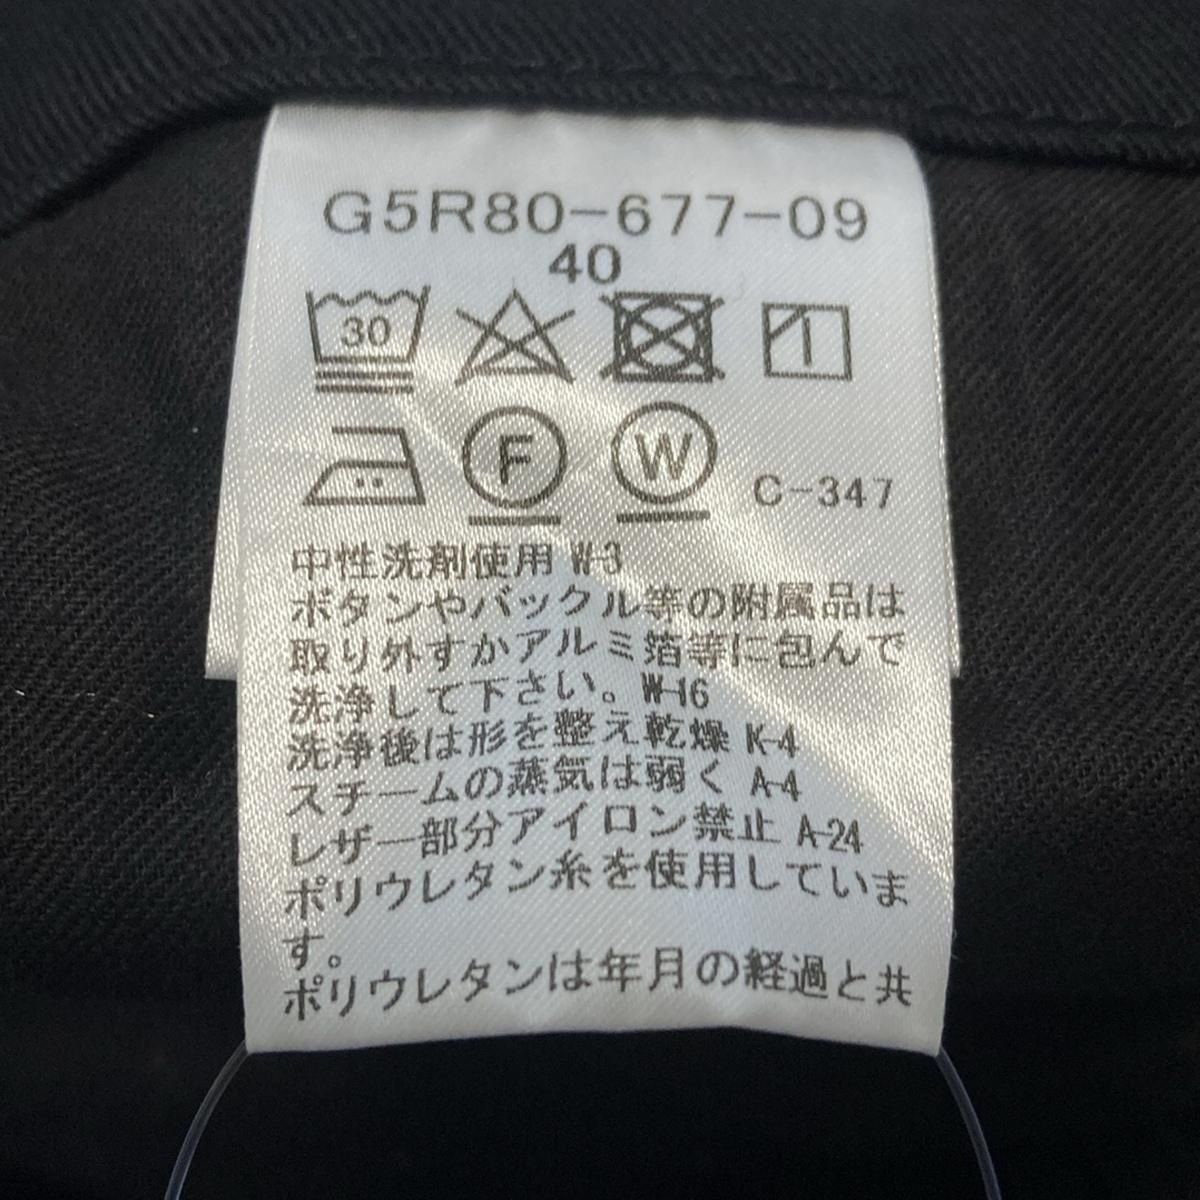 G5R80-677-09
40
30
F W C-347
中性洗剤使用 W-3
ボタンやバックル等の附属品は
取り外すかアルミ箔等に包んで
洗浄して下さい。W-16
洗浄後は形を整え乾燥 K-4
スチームの蒸気は弱く A-4
レザー部分アイロン禁止 A-24
ポリウレタン糸を使用していま
す。
ポリウレタンは年月の経過と共